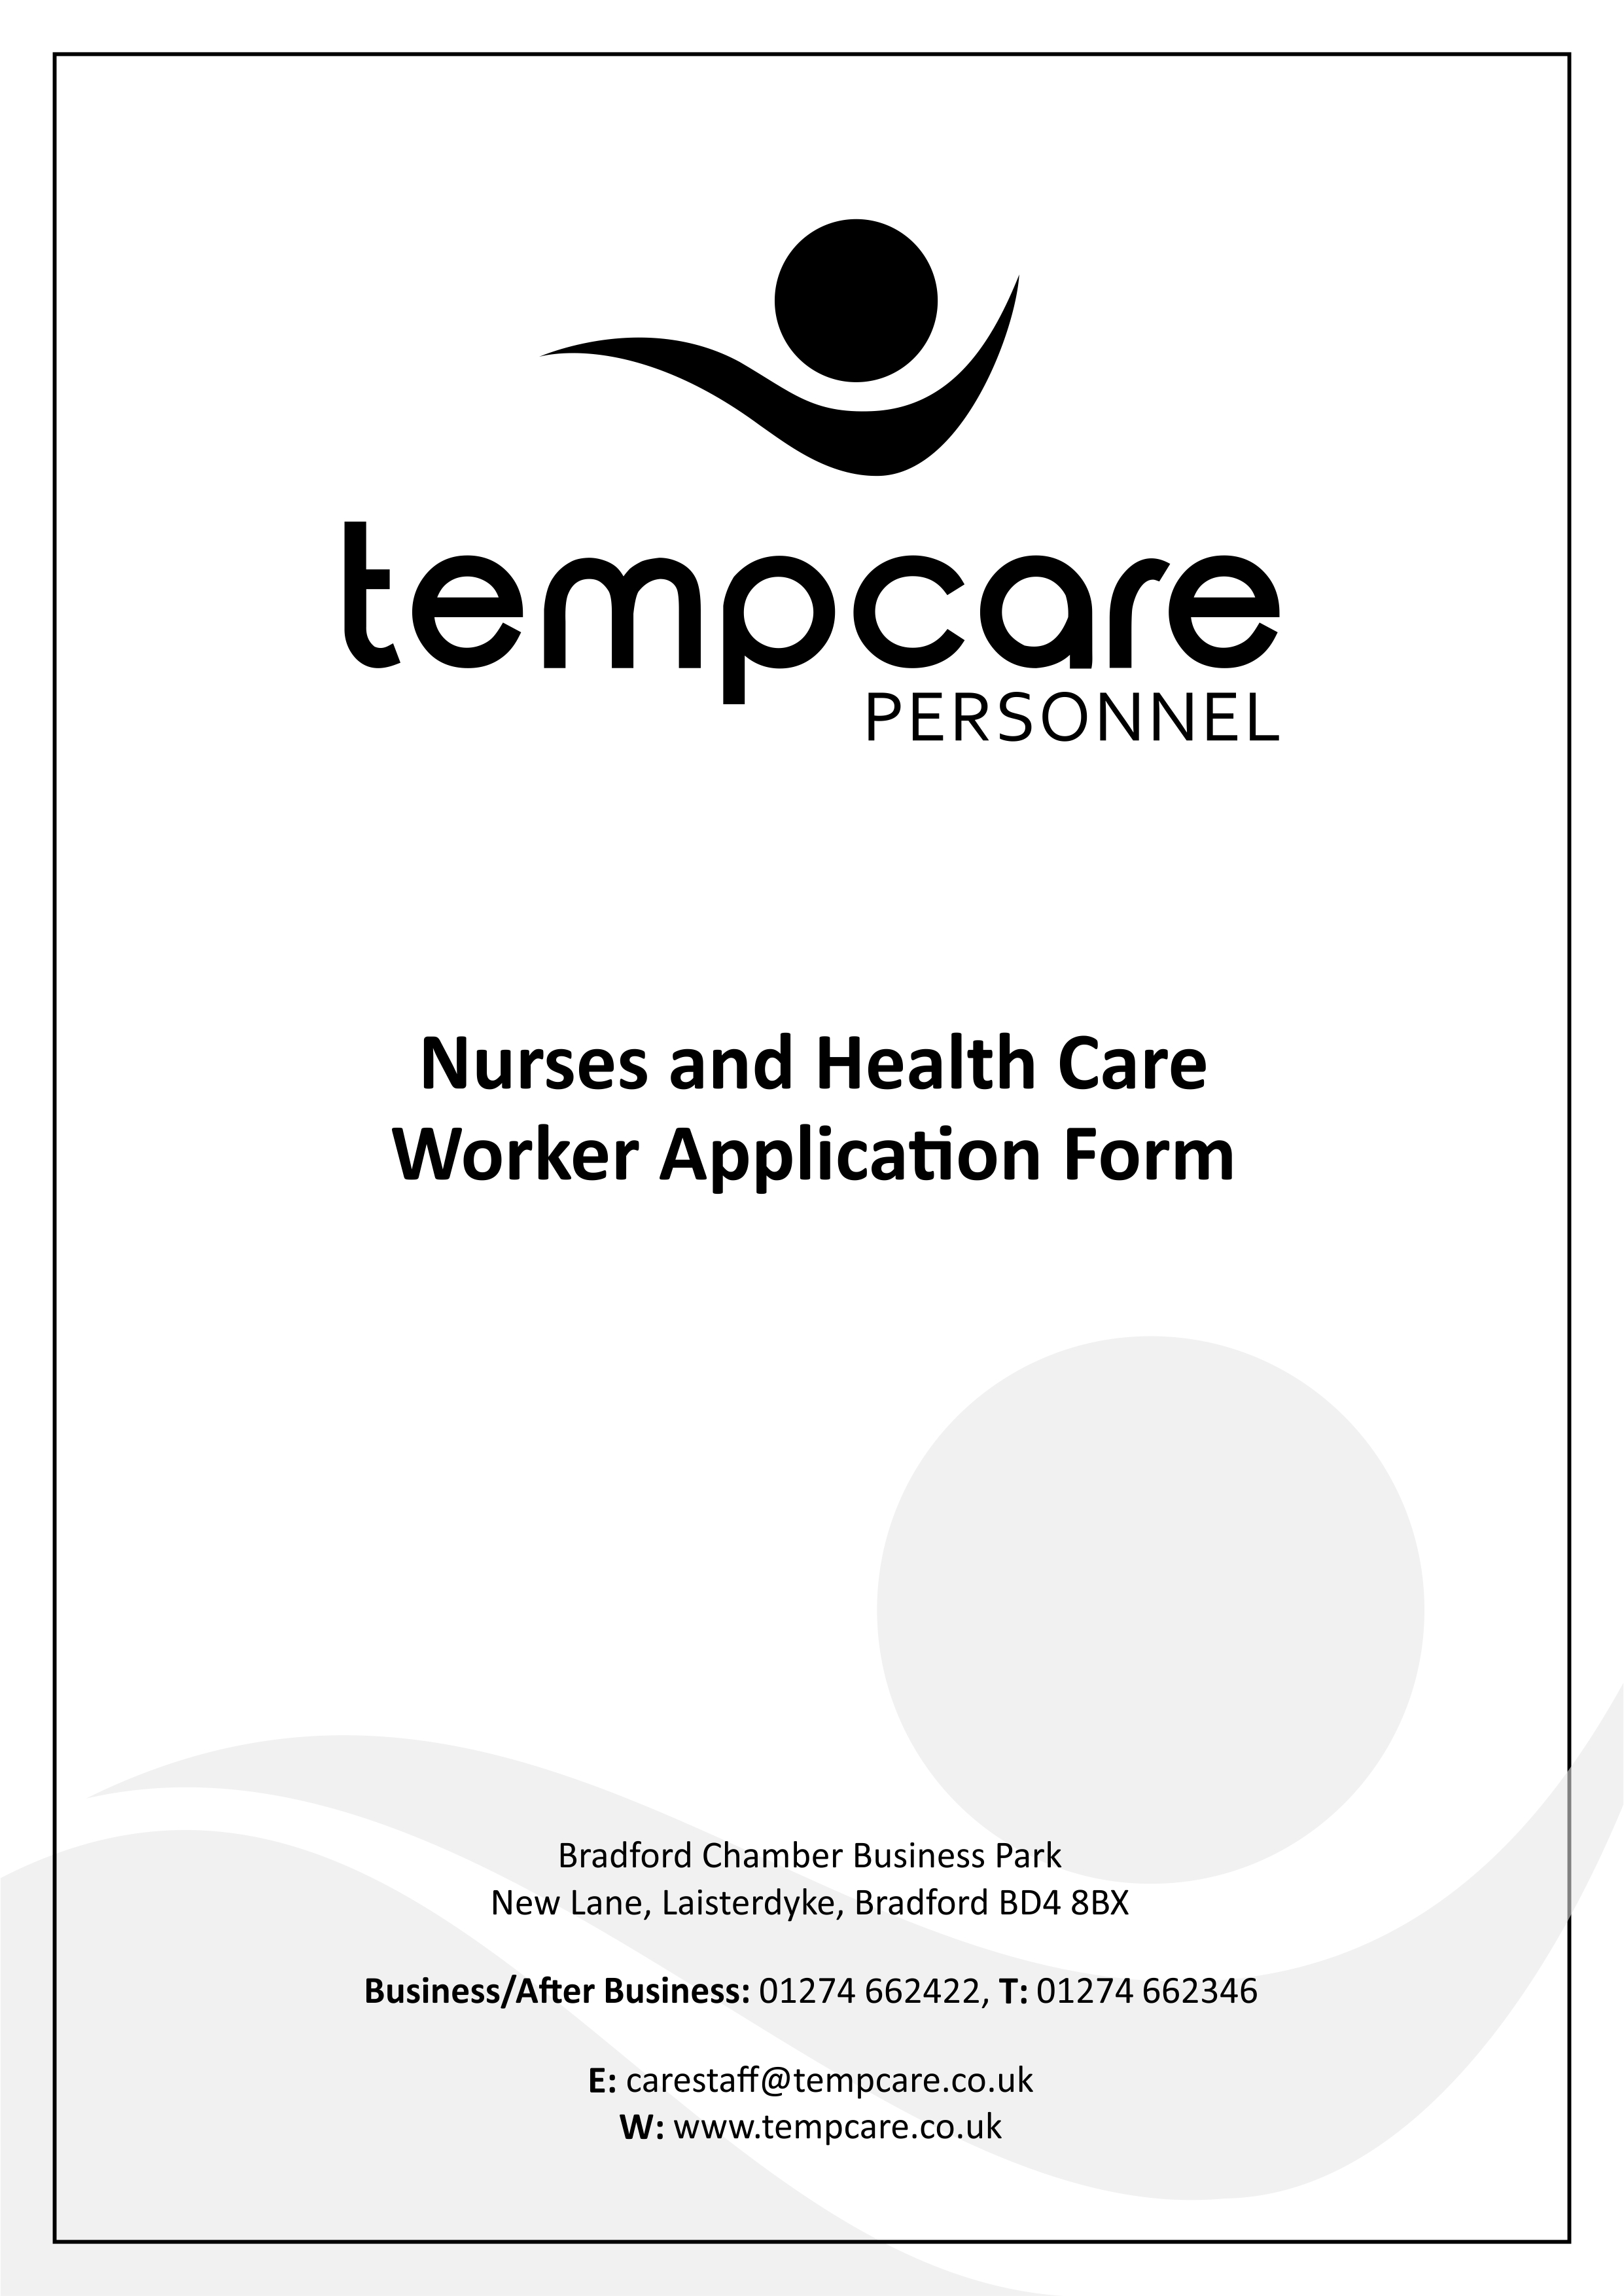 tempcare
PERSONNEL
Nurses and Health Care
Worker Application Form
Bradford Chamber Business Park
New Lane, Laisterdyke, Bradford BD4 8BX
Business/After Business: 01274 662422, T: 01274 662346
E: carestaff@tempcare.co.uk
W: www.tempcare.co.uk